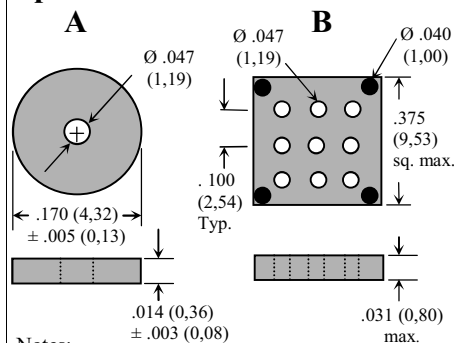 A
B
Ø .047
(1,19)
Ø .047
(1,19)
Ø .040
(1,00)
.375
(9,53)
sq. max.
. 100
(2,54)
Typ.
.170 (4,32)
± .005 (0,13)
.014 (0,36)
± .003 (0,08)
.031 (0,80)
max.